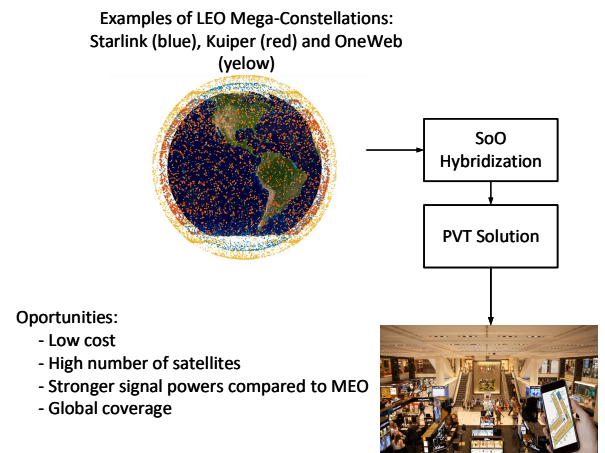 Examples of LEO Mega-Constellations:
Starlink (blue), Kuiper (red) and OneWeb
(yelow)
SoO
Hybridization
PVT Solution
Oportunities:
- Low cost
- High number of satellites
- Stronger signal powers compared to MEO
- Global coverage